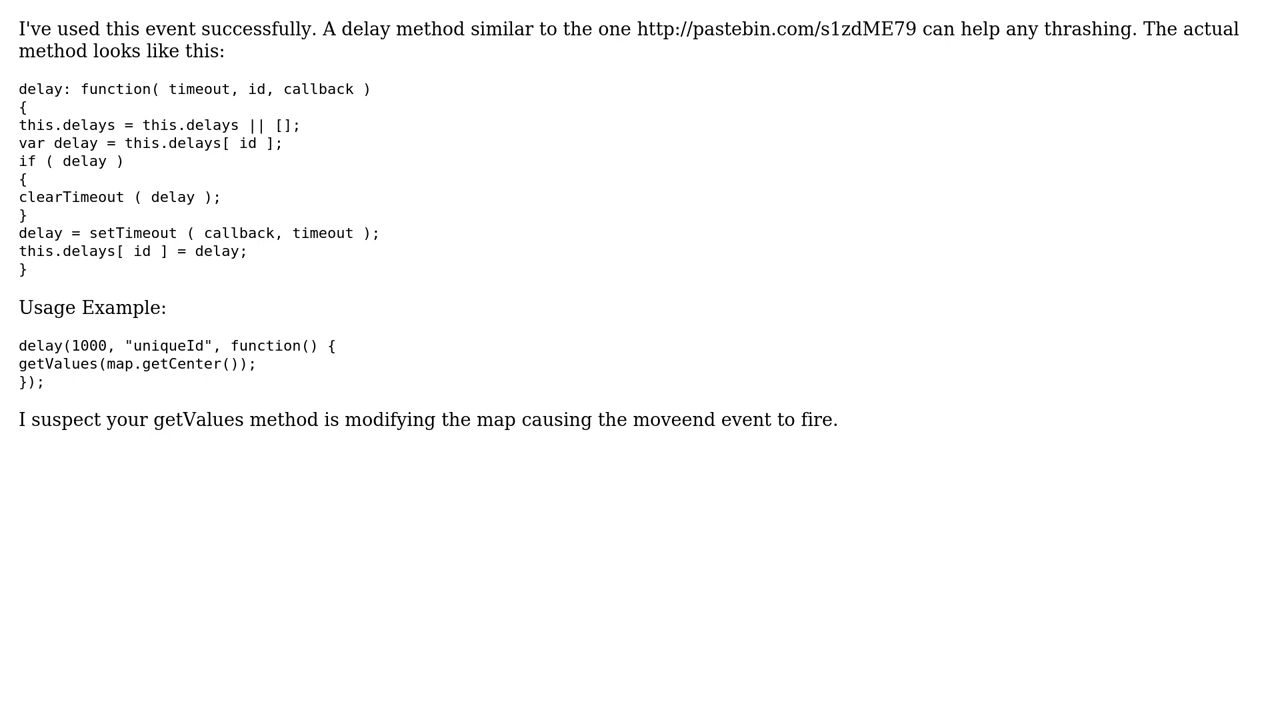 I've used this event successfully. A delay method similar to the one http://pastebin.com/s1zdME79 can help any thrashing. The actual
method looks like this:
delay: function( timeout, id, callback )
{
this.delays = this.delays || [];
var delay = this.delays[ id ];
if ( delay )
{
clearTimeout ( delay );
}
delay = setTimeout ( callback, timeout );
this.delays[ id ] = delay;
}
Usage Example:
delay(1000, "uniqueId", function() {
getValues(map.getCenter());
});
I suspect your getValues method is modifying the map causing the moveend event to fire.